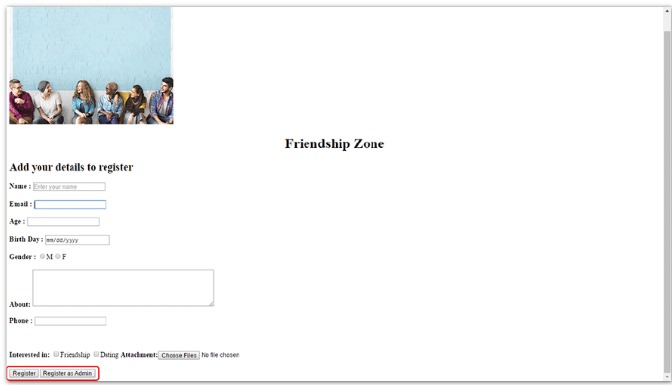 Friendship Zone
Add your details to register
Name : Enter your name
Email :
Age :
Birth Day : mm/dd/yyyy
Gender : M F
About:
Phone :
Interested in: Friendship Dating Attachment: Choose Files No file chosen
Register Register as Admin